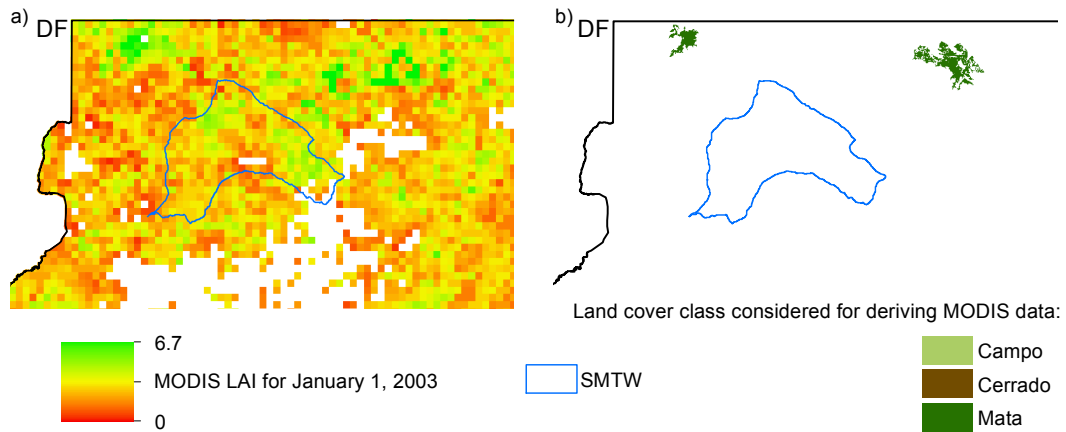 a)
DF
b)
DF
Land cover class considered for deriving MODIS data:
6.7
MODIS LAI for January 1, 2003
0
SMTW
Campo
Cerrado
Mata